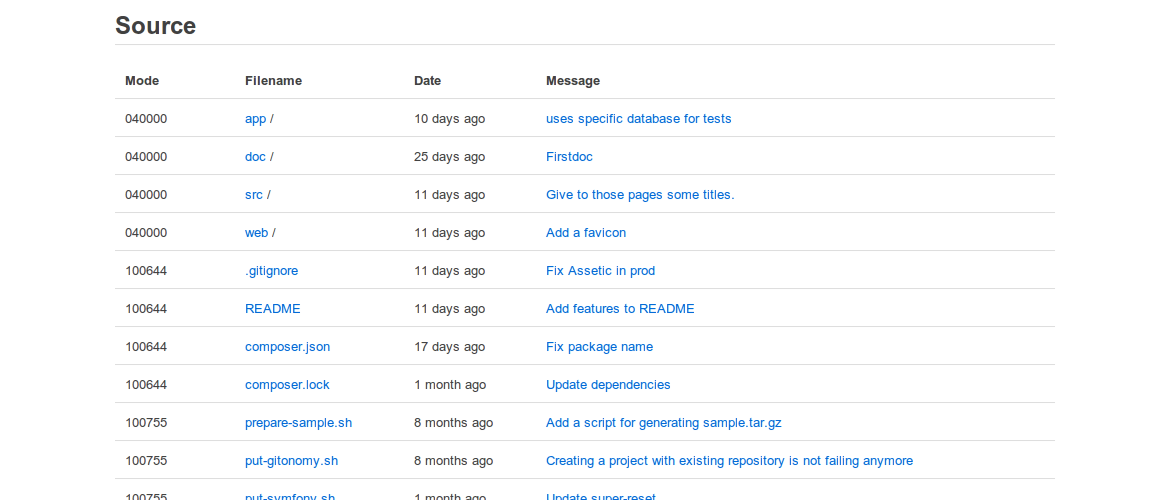 Source
Mode Filename Date Message
040000 app / 10 days ago uses specific database for tests
040000 doc / 25 days ago Firstdoc
040000 src / 11 days ago Give to those pages some titles.
040000 web / 11 days ago Add a favicon
100644 .gitignore 11 days ago Fix Assetic in prod
100644 README 11 days ago Add features to README
100644 composer.json 17 days ago Fix package name
100644 composer.lock 1 month ago Update dependencies
100755 prepare-sample.sh 8 months ago Add a script for generating sample.tar.gz
100755 put-gitonomy.sh 8 months ago Creating a project with existing repository is not failing anymore
100755 put-symfony.sh 1 month ago Update super-reset